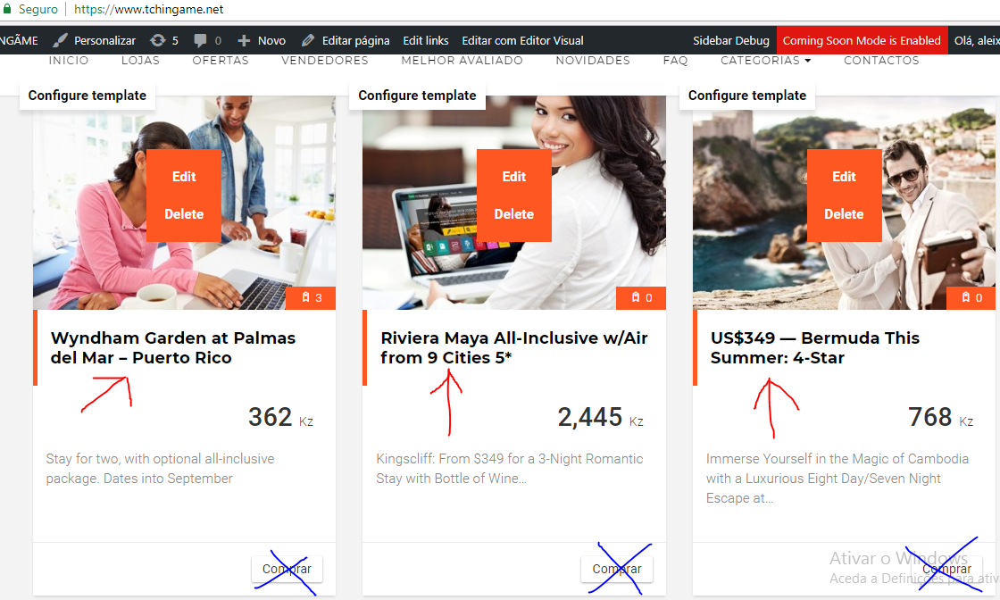 Seguro | https://www.tchingame.net
NGÃME Personalizar 5 0 Novo Editar página Edit links Editar com Editor Visual Sidebar Debug Coming Soon Mode is Enabled Olá, aleix
INICIO LOJAS OFERTAS VENDEDORES MELHOR AVALIADO NOVIDADES FAQ CATEGORIAS CONTACTOS
Configure template Configure template Configure template
Edit Edit Edit
Delete Delete Delete
3 0 0
Wyndham Garden at Palmas
del Mar – Puerto Rico
Riviera Maya All-Inclusive w/Air
from 9 Cities 5*
US$349 — Bermuda This
Summer: 4-Star
362 Kz 2,445 Kz 768 Kz
Stay for two, with optional all-inclusive
package. Dates into September
Kingscliff: From $349 for a 3-Night Romantic
Stay with Bottle of Wine...
Immerse Yourself in the Magic of Cambodia
with a Luxurious Eight Day/Seven Night
Escape at...
Comprar Comprar Comprar
Ativar o Windows
Aceda a Definições para ativ